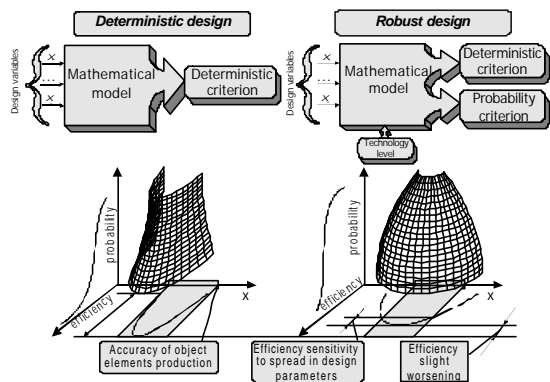 Deterministic design
Robust design
Design variables
x
...
x
Mathematical
model
Deterministic
criterion
Design variables
x
...
x
Mathematical
model
Deterministic
criterion
Probability
criterion
Technology
level
probability
efficiency
x
probability
efficiency
x
Accuracy of object
elements production
Efficiency sensitivity
to spread in design
parameters
Efficiency
slight
worsening